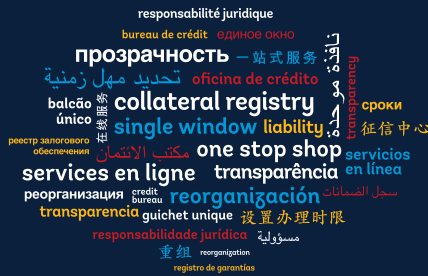 responsabilité juridique
bureau de crédit
единое окно
прозрачность
一站式服务
نافذة موحدة
transparency
تحديد مهل زمنية
oficina de crédito
balcão
único
在线服务
collateral registry
сроки
single window
liability
征信中心
реестр залогового
обеспечения
مكتب الائتمان
one stop shop
servicios
en línea
services en ligne
transparência
реорганизация
credit
bureau
reorganización
سجل الضمانات
transparencia
guichet unique
设置办理时限
responsabilidade jurídica
مسؤولية
重组
reorganization
registro de garantías